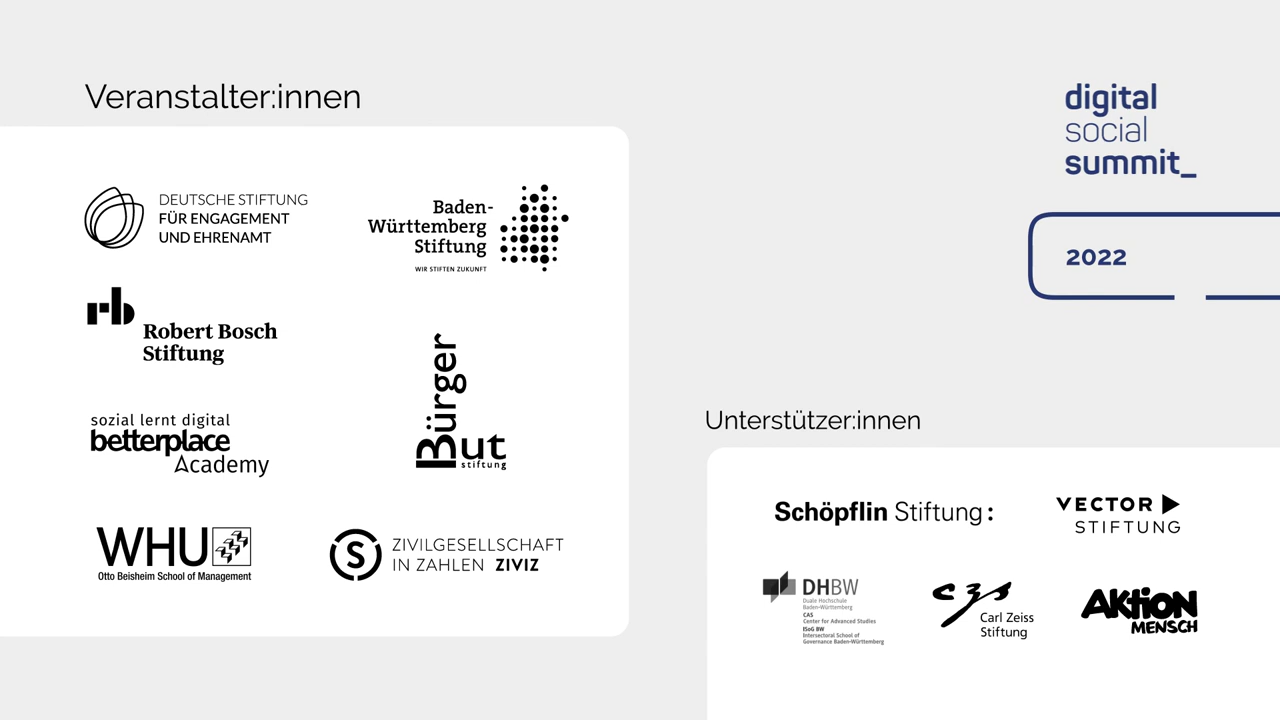 Veranstalter:innen
DEUTSCHE STIFTUNG
FÜR ENGAGEMENT
UND EHRENAMT
Baden-
Württemberg
Stiftung
WIR STIFTEN ZUKUNFT
rb
Robert Bosch
Stiftung
Bürger
Mut
stiftung
sozial lernt digital
betterplace
Academy
WHU
Otto Beisheim School of Management
S
ZIVILGESELLSCHAFT
IN ZAHLEN ZIVIZ
digital
social
summit_
2022
Unterstützer:innen
Schöpflin Stiftung:
VECTOR
STIFTUNG
DHBW
Duale Hochschule
Baden-Württemberg
CAS
Center for Advanced Studies
ISoG BW
Intersectoral School of
Governance Baden-Württemberg
czs
Carl Zeiss
Stiftung
AKtion
MENSCH